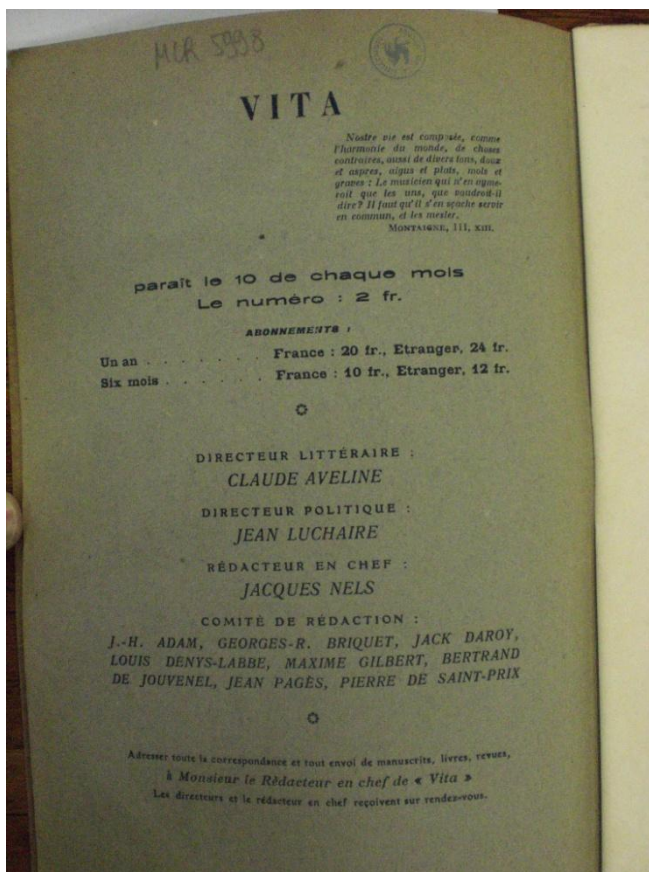 MCR 5998
VITA
Nostre vie est composée, comme
l'harmonie du monde, de choses
contraires, aussi de divers tons, doux
et aspres, aigus et plats, mols et
graves : Le musicien qui n'en ayme-
roit que les uns, que voudroit-il
dire? Il faut qu'il s'en sçache servir
en commun, et les mesler.
MONTAIGNE, III, XIII.
paraît le 10 de chaque mois
Le numéro : 2 fr.
ABONNEMENTS :
Un an . . . . . . . France : 20 fr., Etranger, 24 fr.
Six mois . . . . . . France : 10 fr., Etranger, 12 fr.
DIRECTEUR LITTÉRAIRE :
CLAUDE AVELINE
DIRECTEUR POLITIQUE :
JEAN LUCHAIRE
RÉDACTEUR EN CHEF :
JACQUES NELS
COMITÉ DE RÉDACTION :
J.-H. ADAM, GEORGES-R. BRIQUET, JACK DAROY,
LOUIS DENYS-LABBE, MAXIME GILBERT, BERTRAND
DE JOUVENEL, JEAN PAGÈS, PIERRE DE SAINT-PRIX
Adresser toute la correspondance et tout envoi de manuscrits, livres, revues,
à Monsieur le Rédacteur en chef de « Vita »
Les directeurs et le rédacteur en chef reçoivent sur rendez-vous.